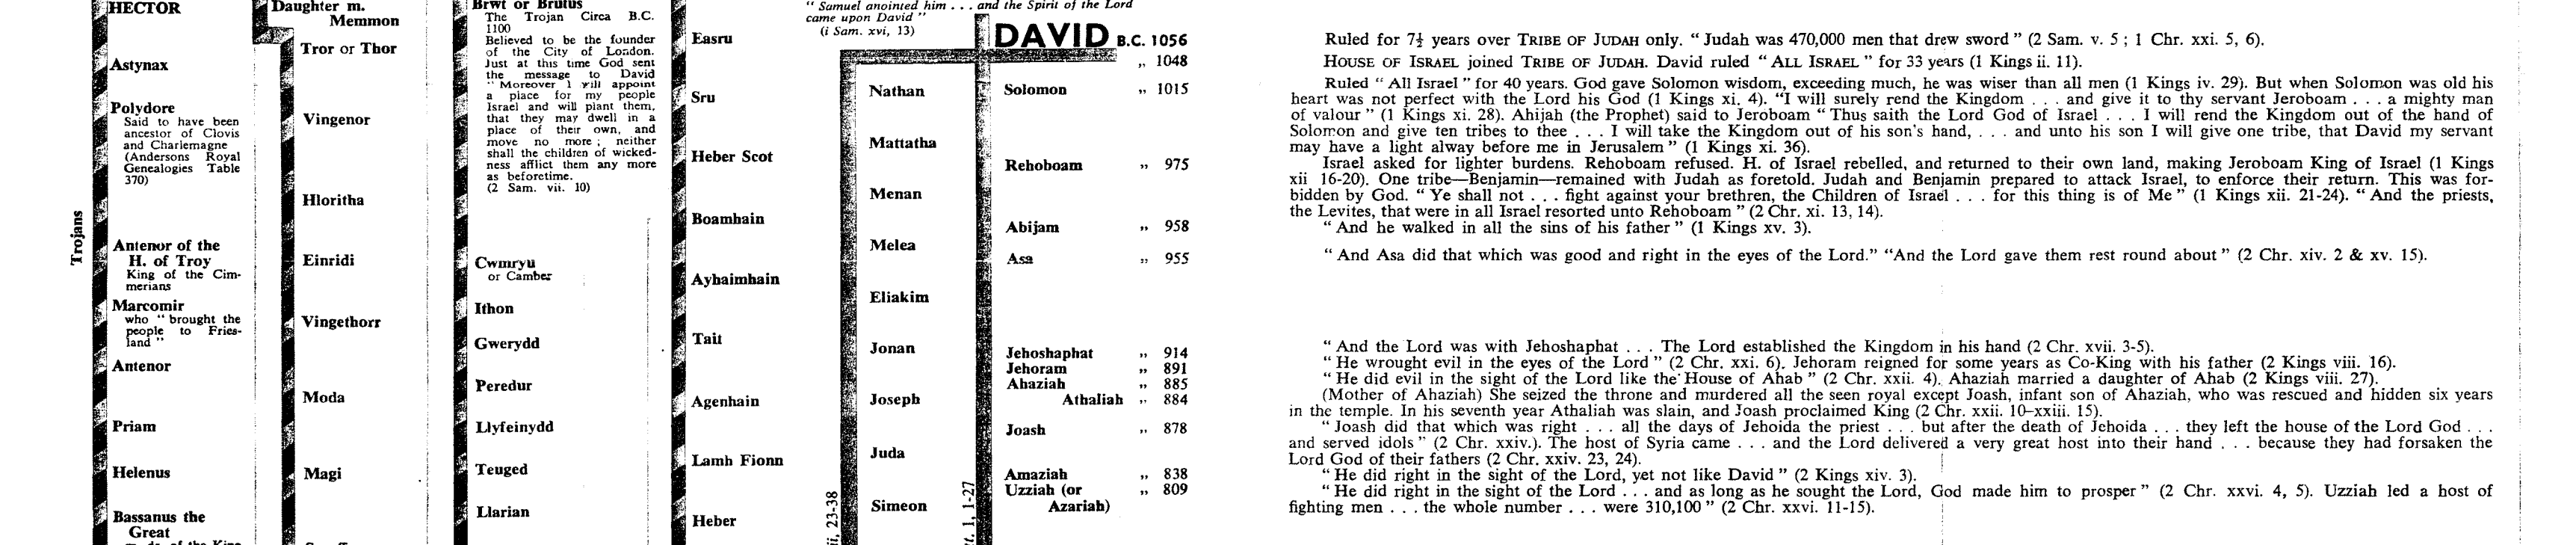 HECTOR
Astynax
Polydore
Said to have been
ancestor of Clovis
and Charlemagne
(Andersons Royal
Genealogies Table
370)
Trojans
Antenor of the
H. of Troy
King of the Cim-
merians
Marcomir
who " brought the
people to Fries-
land "
Antenor
Priam
Helenus
Bassanus the
Great
Daughter m.
Memmon
Tror or Thor
Vingenor
Hloritha
Einridi
Vingethorr
Moda
Magi
Brwt or Brutus
The Trojan Circa B.C.
1100
Believed to be the founder
of the City of London.
Just at this time God sent
the message to David
" Moreover I will appoint
a place for my people
Israel and will plant them,
that they may dwell in a
place of their own, and
move no more ; neither
shall the children of wicked-
ness afflict them any more
as beforetime.
(2 Sam. vii. 10)
Cwmryu
or Camber
Ithon
Gwerydd
Peredur
Llyfeinydd
Teuged
Llarian
Easru
Sru
Heber Scot
Boamhain
Ayhaimhain
Tait
Agenhain
Lamh Fionn
Heber
" Samuel anointed him . . . and the Spirit of the Lord
came upon David "
(i Sam. xvi, 13)
DAVID B.C. 1056
" 1048
Nathan
Mattatha
Menan
Melea
Eliakim
Jonan
Joseph
Juda
Simeon
ii, 23-38
t. 1, 1-27
Solomon " 1015
Rehoboam " 975
Abijam " 958
Asa " 955
Jehoshaphat " 914
Jehoram " 891
Ahaziah " 885
Athaliah " 884
Joash " 878
Amaziah " 838
Uzziah (or " 809
Azariah)
Ruled for 7½ years over TRIBE OF JUDAH only. " Judah was 470,000 men that drew sword " (2 Sam. v. 5 ; 1 Chr. xxi. 5, 6).
HOUSE OF ISRAEL joined TRIBE OF JUDAH. David ruled " ALL ISRAEL " for 33 years (1 Kings ii. 11).
Ruled " All Israel " for 40 years. God gave Solomon wisdom, exceeding much, he was wiser than all men (1 Kings iv. 29). But when Solomon was old his
heart was not perfect with the Lord his God (1 Kings xi. 4). "I will surely rend the Kingdom . . . and give it to thy servant Jeroboam . . . a mighty man
of valour " (1 Kings xi. 28). Ahijah (the Prophet) said to Jeroboam " Thus saith the Lord God of Israel . . . I will rend the Kingdom out of the hand of
Solomon and give ten tribes to thee . . . I will take the Kingdom out of his son's hand, . . . and unto his son I will give one tribe, that David my servant
may have a light alway before me in Jerusalem " (1 Kings xi. 36).
Israel asked for lighter burdens. Rehoboam refused. H. of Israel rebelled, and returned to their own land, making Jeroboam King of Israel (1 Kings
xii 16-20). One tribe—Benjamin—remained with Judah as foretold. Judah and Benjamin prepared to attack Israel, to enforce their return. This was for-
bidden by God. " Ye shall not . . . fight against your brethren, the Children of Israel . . . for this thing is of Me " (1 Kings xii. 21-24). " And the priests,
the Levites, that were in all Israel resorted unto Rehoboam " (2 Chr. xi. 13, 14).
" And he walked in all the sins of his father " (1 Kings xv. 3).
" And Asa did that which was good and right in the eyes of the Lord." "And the Lord gave them rest round about " (2 Chr. xiv. 2 & xv. 15).
" And the Lord was with Jehoshaphat . . . The Lord established the Kingdom in his hand (2 Chr. xvii. 3-5).
" He wrought evil in the eyes of the Lord " (2 Chr. xxi. 6). Jehoram reigned for some years as Co-King with his father (2 Kings viii. 16).
" He did evil in the sight of the Lord like the House of Ahab " (2 Chr. xxii. 4). Ahaziah married a daughter of Ahab (2 Kings viii. 27).
(Mother of Ahaziah) She seized the throne and murdered all the seen royal except Joash, infant son of Ahaziah, who was rescued and hidden six years
in the temple. In his seventh year Athaliah was slain, and Joash proclaimed King (2 Chr. xxii. 10–xxiii. 15).
" Joash did that which was right . . . all the days of Jehoida the priest . . . but after the death of Jehoida . . . they left the house of the Lord God . . .
and served idols " (2 Chr. xxiv.). The host of Syria came . . . and the Lord delivered a very great host into their hand . . . because they had forsaken the
Lord God of their fathers (2 Chr. xxiv. 23, 24).
" He did right in the sight of the Lord, yet not like David " (2 Kings xiv. 3).
" He did right in the sight of the Lord . . . and as long as he sought the Lord, God made him to prosper " (2 Chr. xxvi. 4, 5). Uzziah led a host of
fighting men . . . the whole number . . . were 310,100 " (2 Chr. xxvi. 11-15).